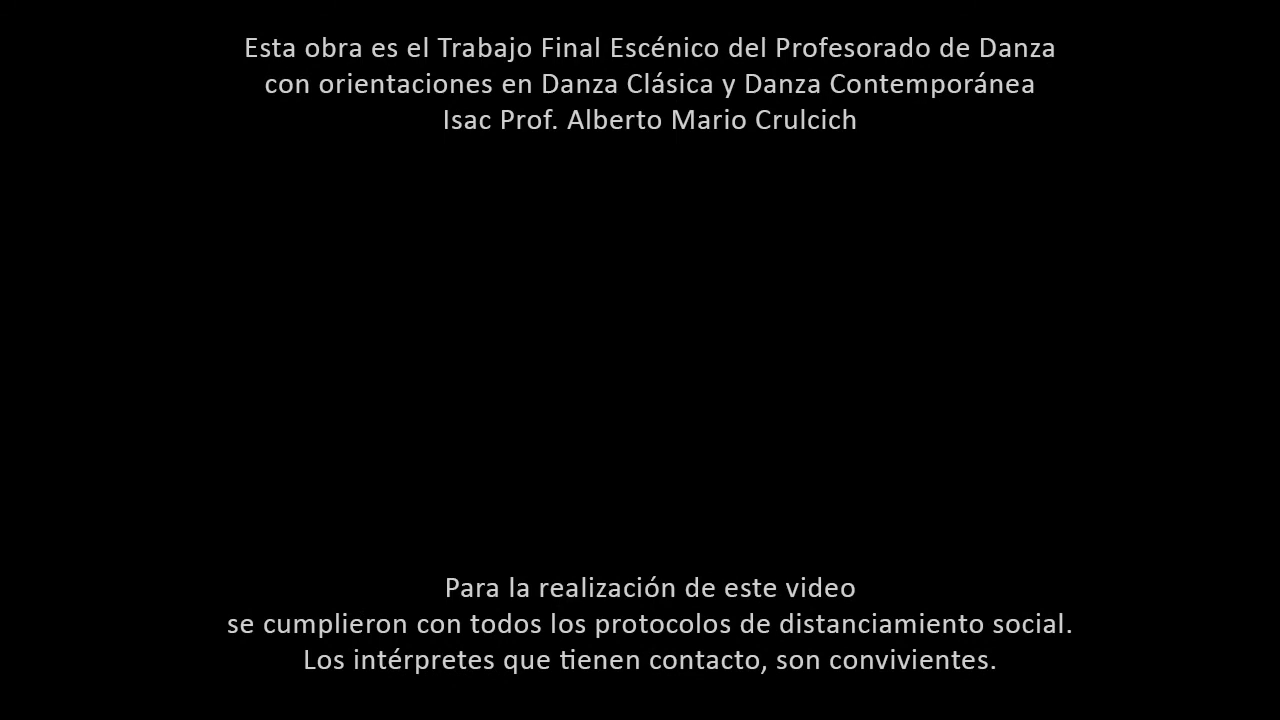 Esta obra es el Trabajo Final Escénico del Profesorado de Danza
con orientaciones en Danza Clásica y Danza Contemporánea
Isac Prof. Alberto Mario Crulcich
Para la realización de este video
se cumplieron con todos los protocolos de distanciamiento social.
Los intérpretes que tienen contacto, son convivientes.